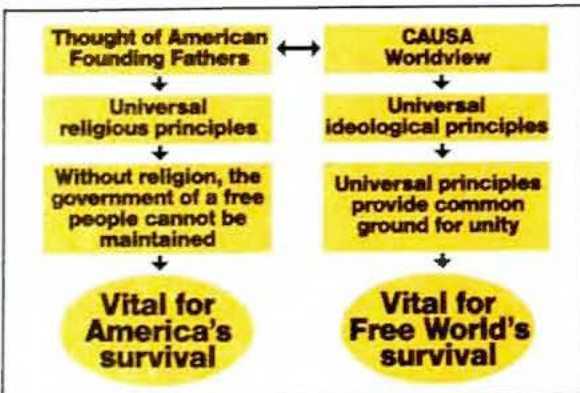 Thought of American
Founding Fathers
Universal
religious principles
Without religion, the
government of a free
people cannot be
maintained
Vital for
America's
survival
CAUSA
Worldview
Universal
ideological principles
Universal principles
provide common
ground for unity
Vital for
Free World's
survival